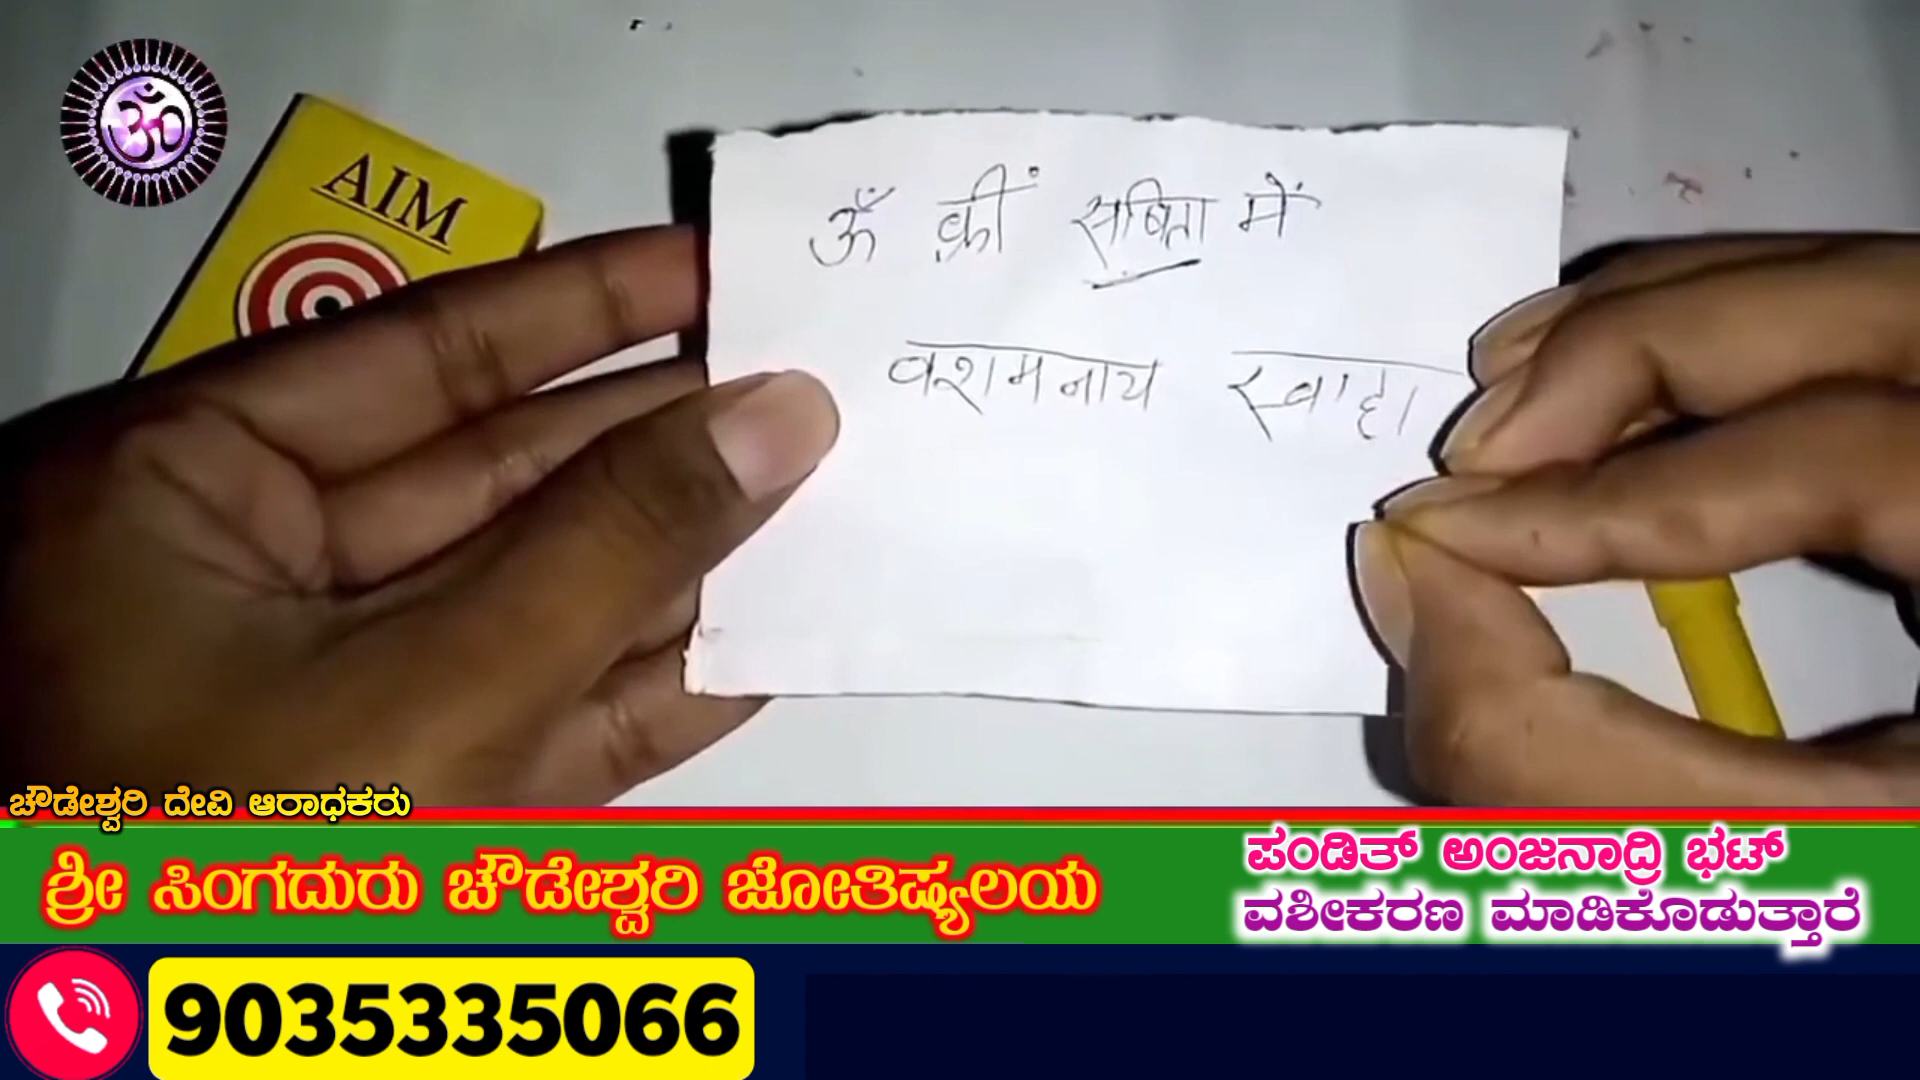 AIM
ॐ क्रीं सबिता में
वशमनाय स्वाहा
ಚೌಡೇಶ್ವರಿ ದೇವಿ ಆರಾಧಕರು
ಶ್ರೀ ಸಿಂಗದುರು ಚೌಡೇಶ್ವರಿ ಜೋತಿಷ್ಯಲಯ
ಪಂಡಿತ್ ಅಂಜನಾದ್ರಿ ಭಟ್
ವಶೀಕರಣ ಮಾಡಿಕೊಡುತ್ತಾರೆ
9035335066